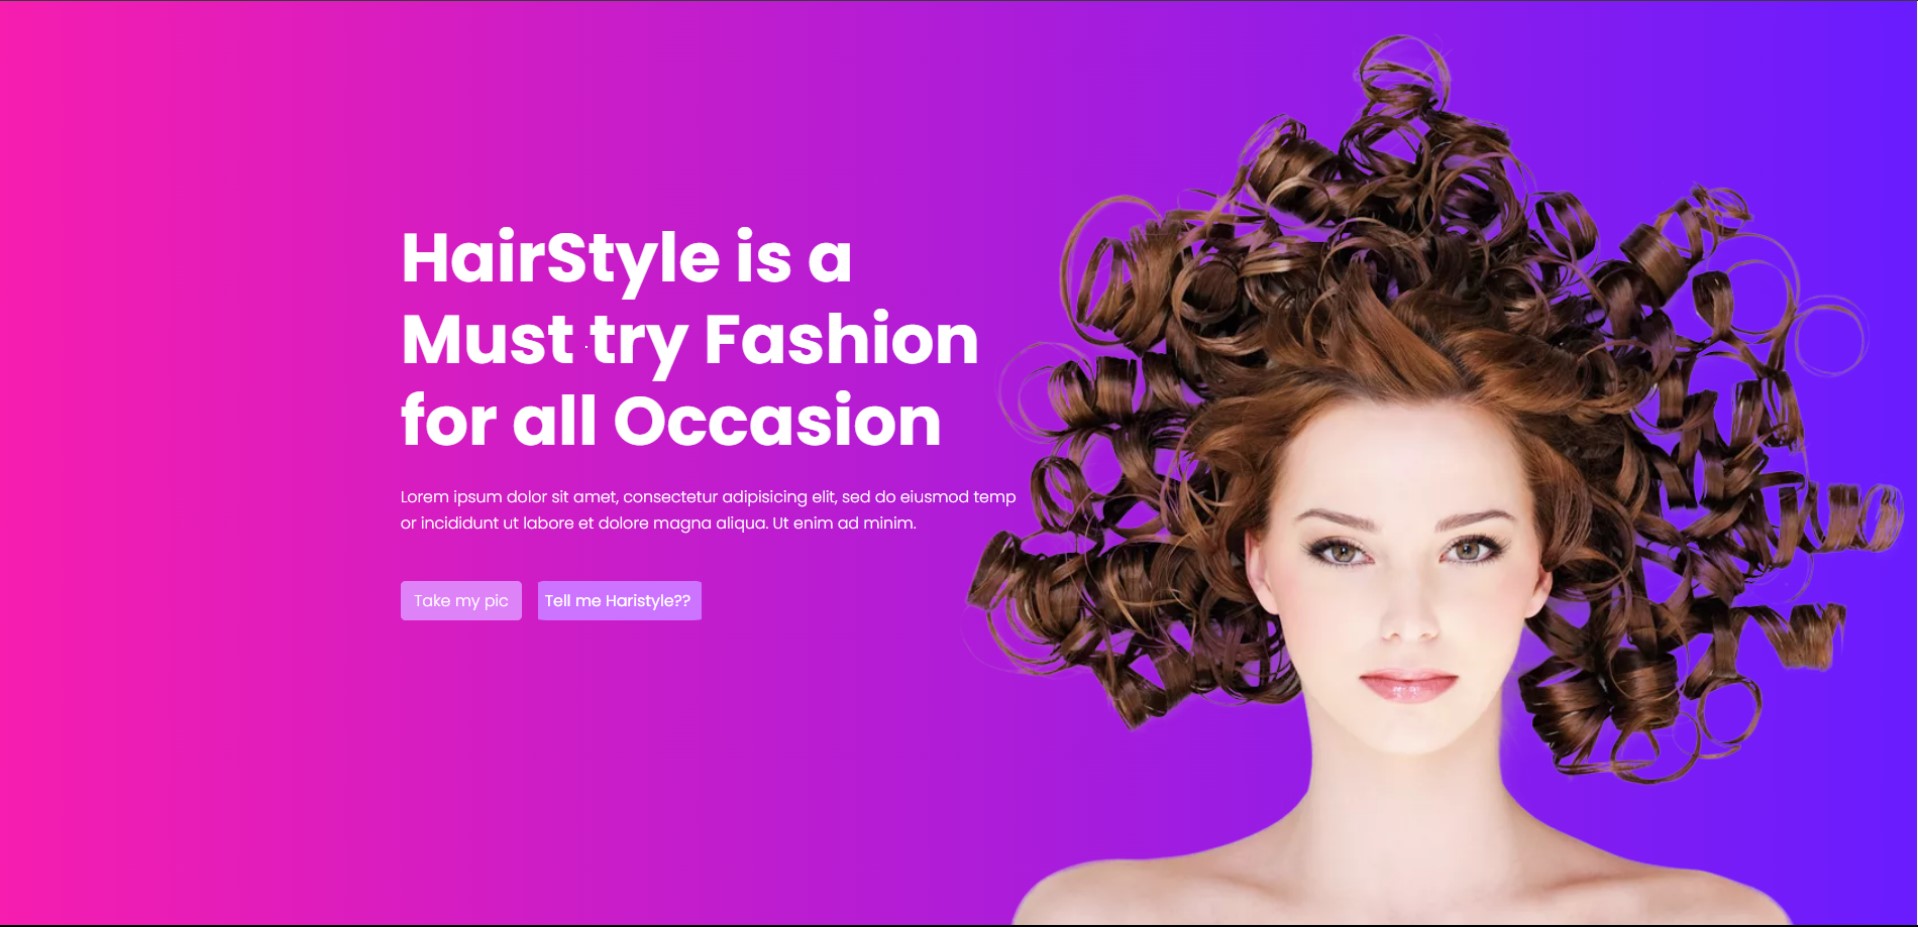 HairStyle is a
Must try Fashion
for all Occasion
Lorem ipsum dolor sit amet, consectetur adipisicing elit, sed do eiusmod temp
or incididunt ut labore et dolore magna aliqua. Ut enim ad minim.
Take my pic
Tell me Haristyle??